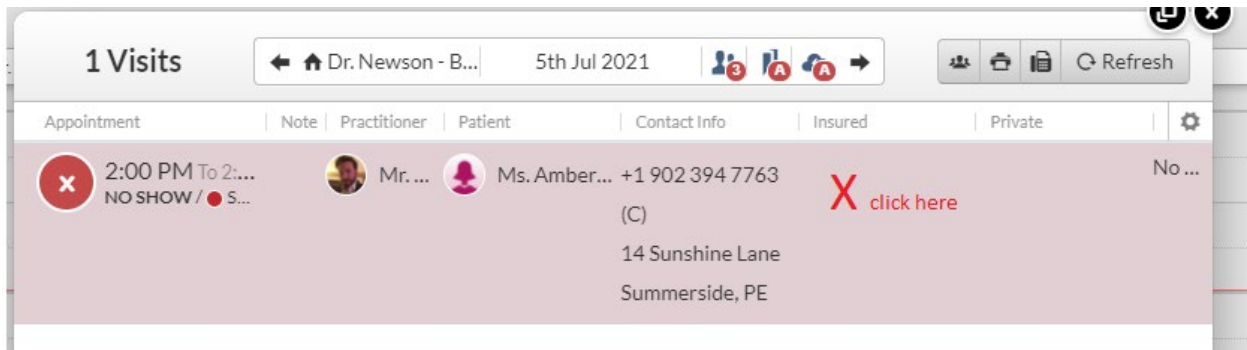 1 Visits
Dr. Newson - B... 5th Jul 2021 3 A A
Refresh
Appointment Note Practitioner Patient Contact Info Insured Private
2:00 PM To 2:... Mr. ... Ms. Amber... +1 902 394 7763 X click here No ...
NO SHOW / S... (C)
14 Sunshine Lane
Summerside, PE